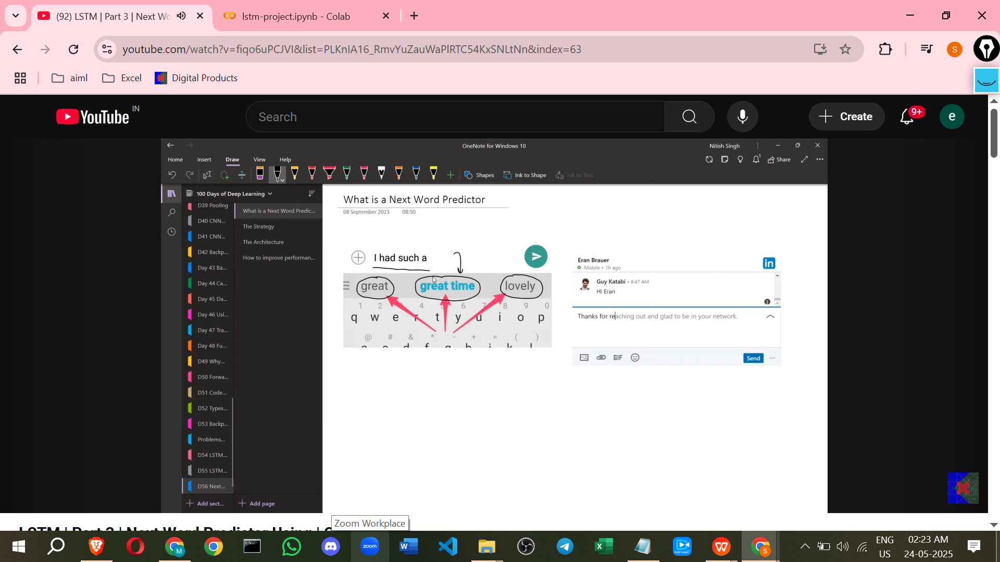 (92) LSTM | Part 3 | Next Wo
lstm-project.ipynb - Colab
youtube.com/watch?v=fiqo6uPCJVI&list=PLKnIA16_RmvYuZauWaPlRTC54KxSNLtNn&index=63
S
aiml
Excel
Digital Products
YouTube IN
Search
Create
9+
e
OneNote for Windows 10
Nitish Singh
Home Insert Draw View Help
Share
Shapes
Ink to Shape
Ink to Text
100 Days of Deep Learning
D39 Pooling
D40 CNN...
D41 CNN...
D42 Backp...
Day 43 Ba...
Day 44 Ca...
Day 45 Da...
Day 46 Usi...
Day 47 Tra...
Day 48 Fu...
D49 Why...
D50 Forwa...
D51 Code...
D52 Types...
D53 Backp...
Problems...
D54 LSTM...
D55 LSTM...
D56 Next...
Add sect...
What is a Next Word Predic...
The Strategy
The Architecture
How to improve performan...
Add page
What is a Next Word Predictor
08 September 2023 08:50
I had such a
great great time lovely
1 2 4 6 7 8 9 0
q w e r t y u i o p
@ # & * - + = ( )
Eran Brauer
Mobile • 1h ago
in
Guy Katabi • 8:47 AM
Hi Eran
Thanks for reaching out and glad to be in your network.
GIF
Send
Zoom Workplace
LSTM | Part 3 | Next Word Predictor Using | C
M
zoom
S
ENG
US
02:23 AM
24-05-2025